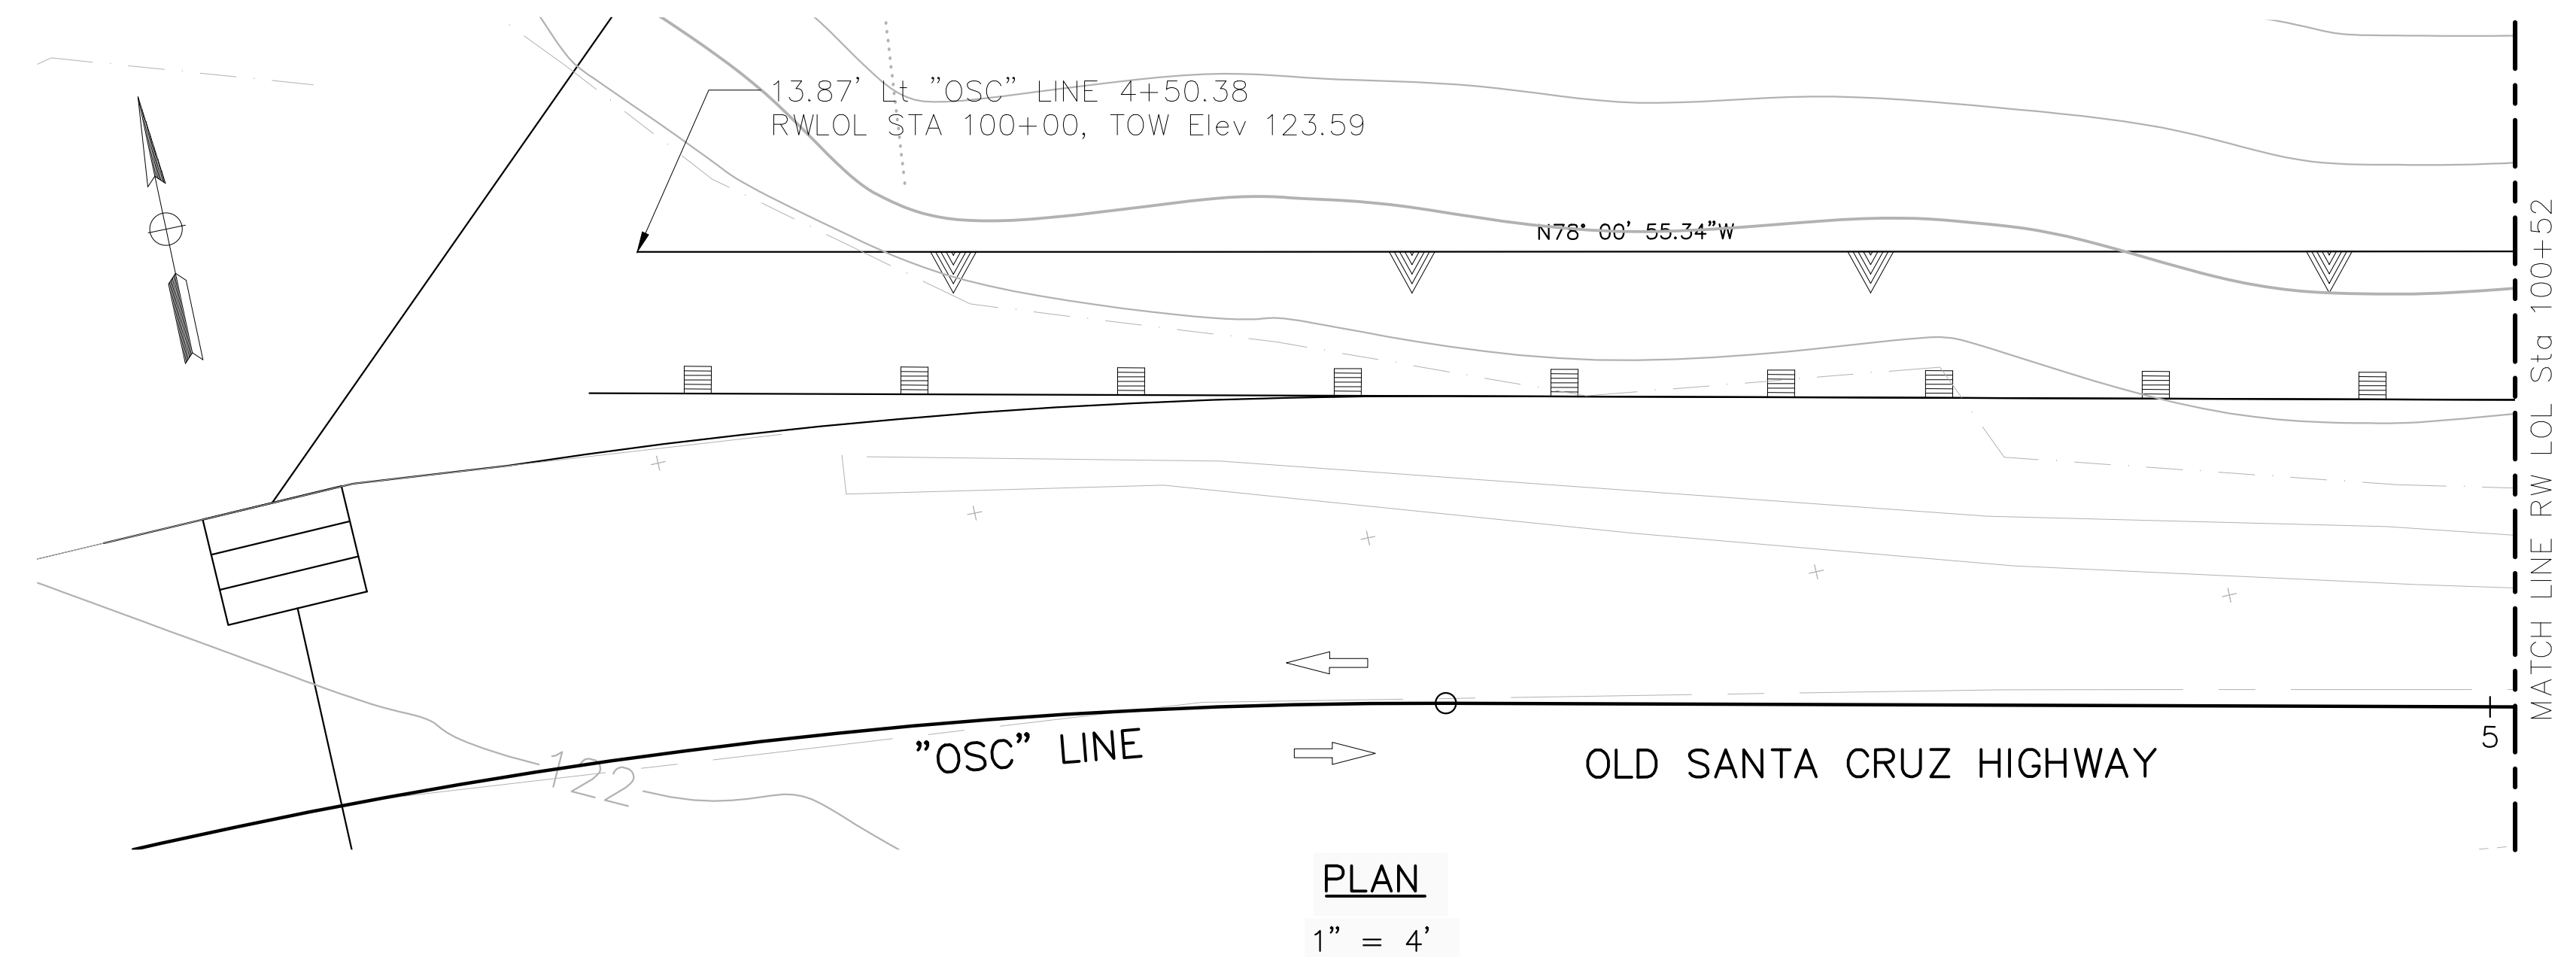 13.87' Lt "OSC" LINE 4+50.38
RWLOL STA 100+00, TOW Elev 123.59
N78° 00' 55.34"W
MATCH LINE RW LOL Sta 100+52
5
"OSC" LINE
OLD SANTA CRUZ HIGHWAY
122
PLAN
1" = 4'